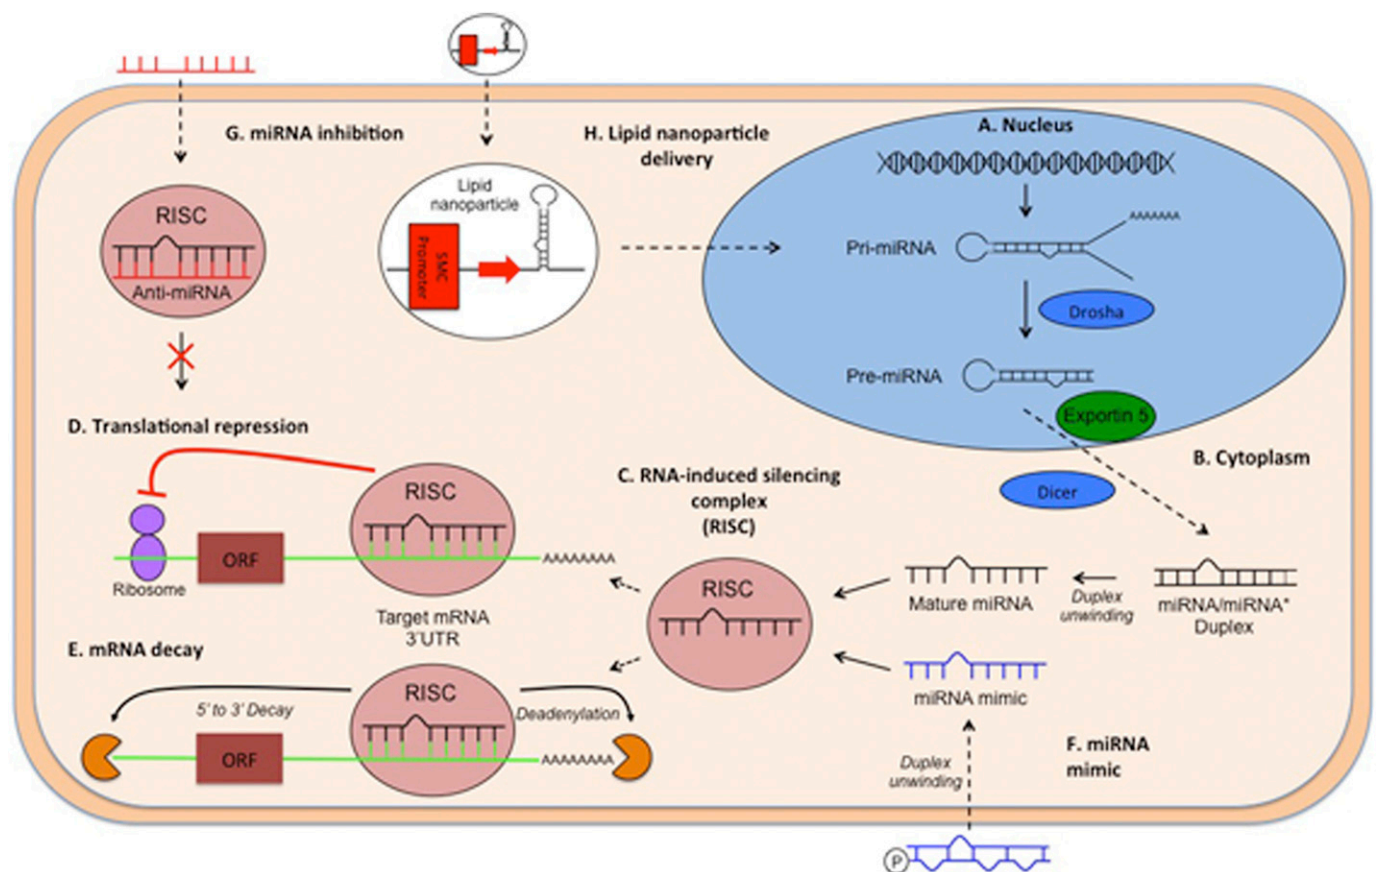 G. miRNA inhibition
H. Lipid nanoparticle
delivery
A. Nucleus
AAAAAAA
Pri-miRNA
Drosha
Pre-miRNA
Exportin 5
B. Cytoplasm
Dicer
RISC
Anti-miRNA
Lipid
nanoparticle
SMC
Promoter
D. Translational repression
RISC
ORF
AAAAAAAA
Ribosome
Target mRNA
3'UTR
C. RNA-induced silencing
complex
(RISC)
RISC
Mature miRNA
Duplex
unwinding
miRNA/miRNA*
Duplex
miRNA mimic
E. mRNA decay
RISC
5' to 3' Decay
Deadenylation
ORF
AAAAAAAA
F. miRNA
mimic
Duplex
unwinding
P